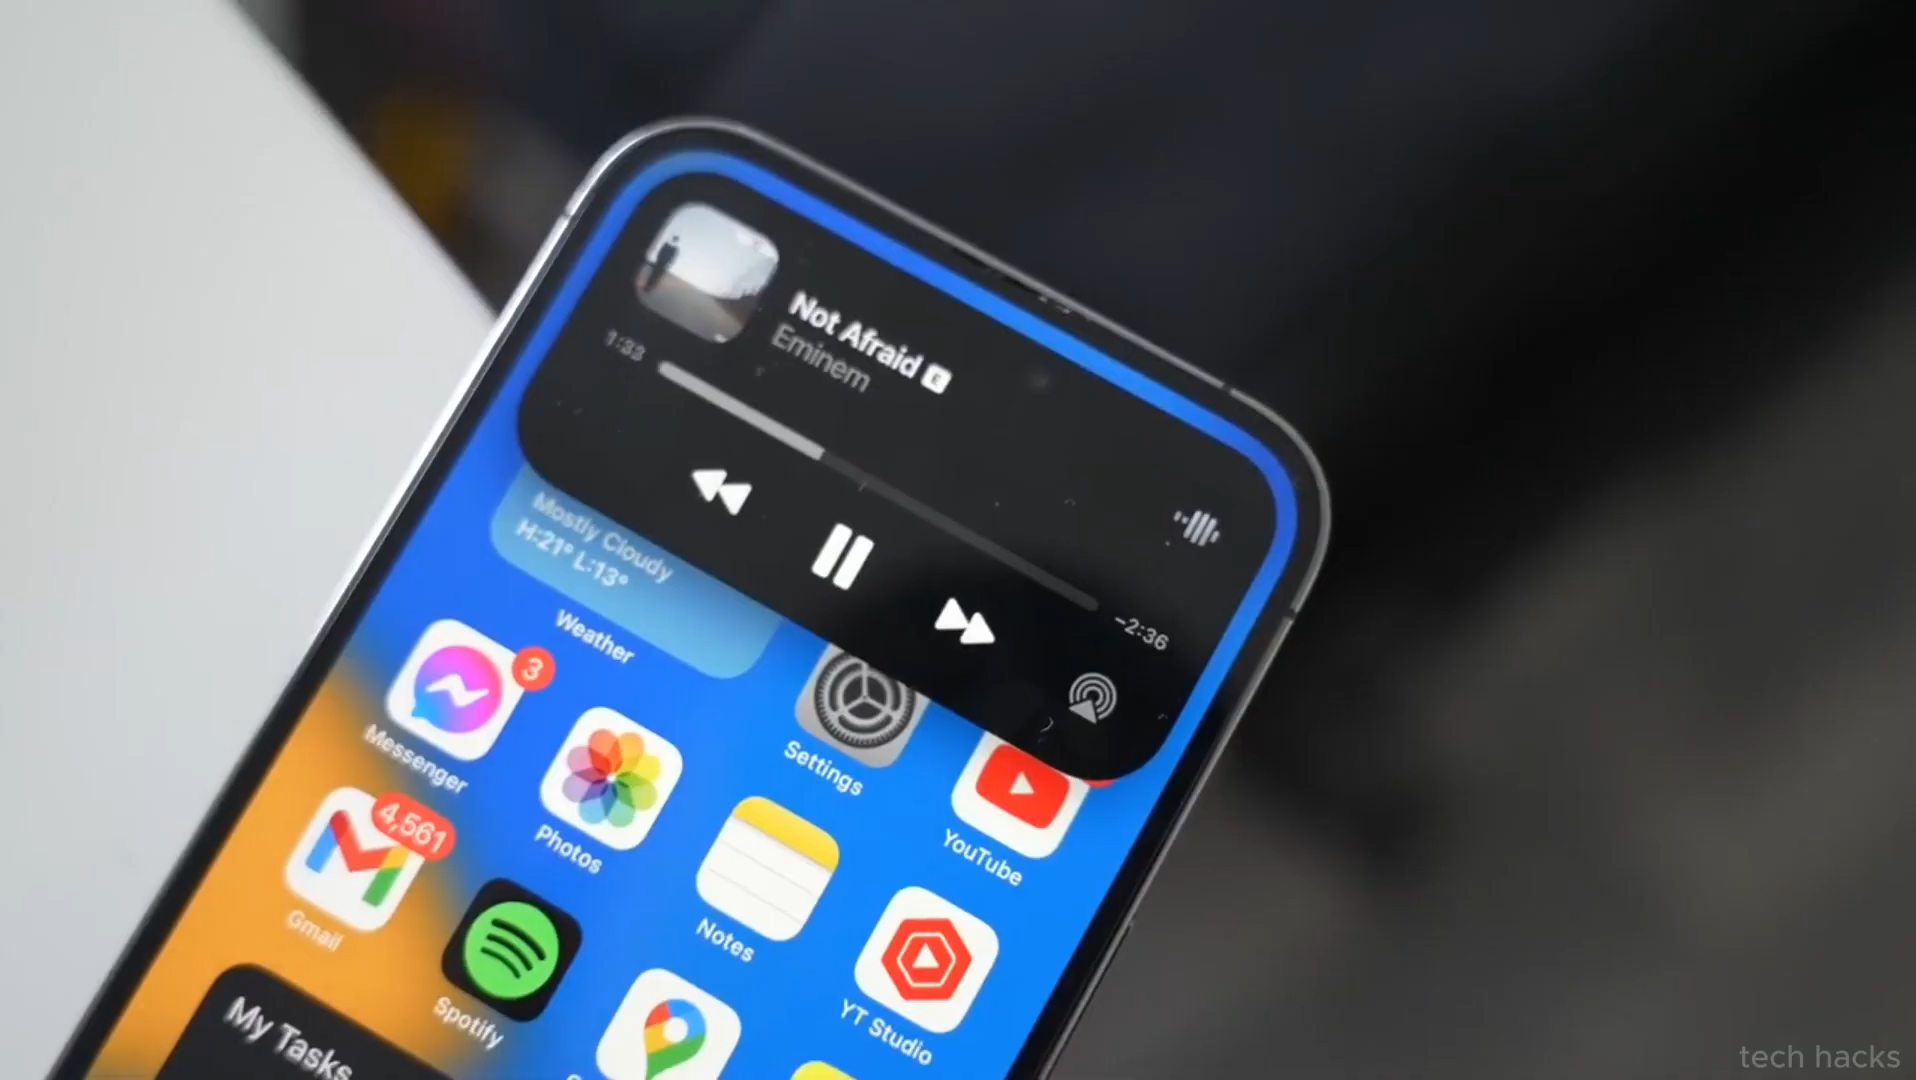 Not Afraid E
Eminem
1:33
-2:36
Mostly Cloudy
H:21° L:13°
Weather
3
Messenger
Settings
Photos
YouTube
4,561
Gmail
Notes
Spotify
YT Studio
My Tasks
tech hacks